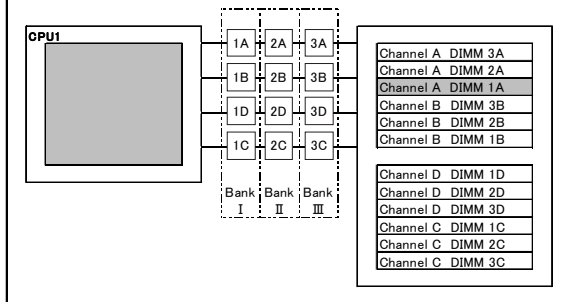 CPU1
1A 2A 3A
1B 2B 3B
1D 2D 3D
1C 2C 3C
Bank Bank Bank
Ⅰ Ⅱ Ⅲ
Channel A DIMM 3A
Channel A DIMM 2A
Channel A DIMM 1A
Channel B DIMM 3B
Channel B DIMM 2B
Channel B DIMM 1B
Channel D DIMM 1D
Channel D DIMM 2D
Channel D DIMM 3D
Channel C DIMM 1C
Channel C DIMM 2C
Channel C DIMM 3C